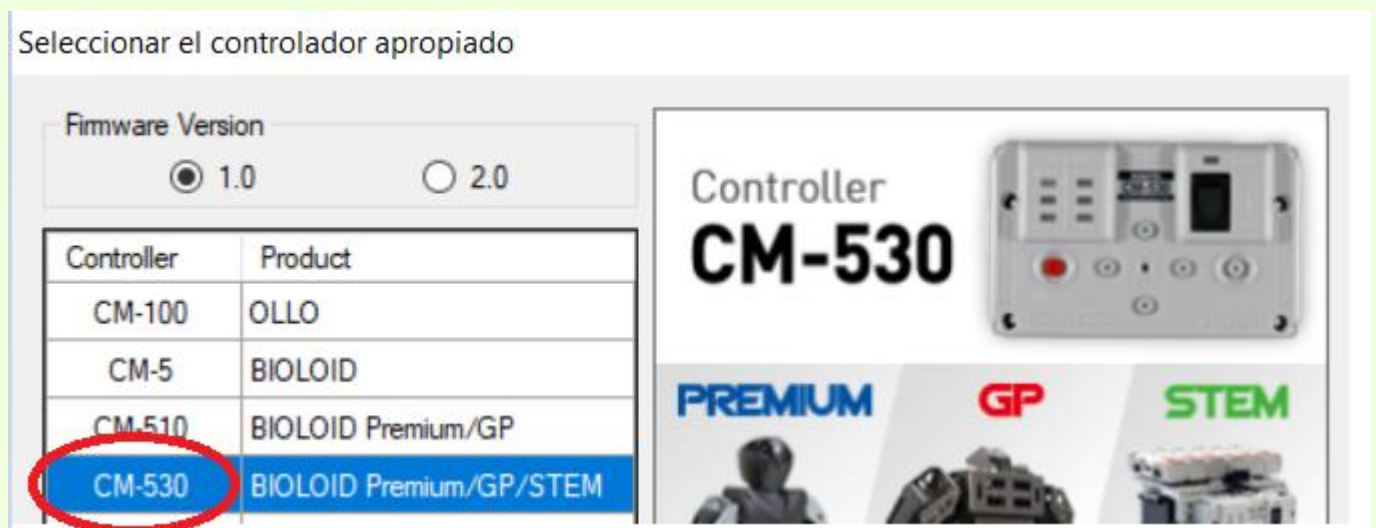 Seleccionar el controlador apropiado
Firmware Version
1.0 2.0
Controller Product
CM-100 OLLO
CM-5 BIOLOID
CM-510 BIOLOID Premium/GP
CM-530 BIOLOID Premium/GP/STEM
Controller
CM-530
PREMIUM GP STEM